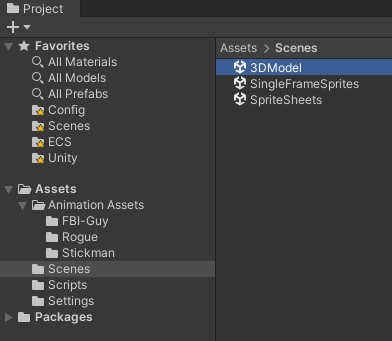 Project
Favorites
All Materials
All Models
All Prefabs
Config
Scenes
ECS
Unity
Assets
Animation Assets
FBI-Guy
Rogue
Stickman
Scenes
Scripts
Settings
Packages
Assets > Scenes
3DModel
SingleFrameSprites
SpriteSheets